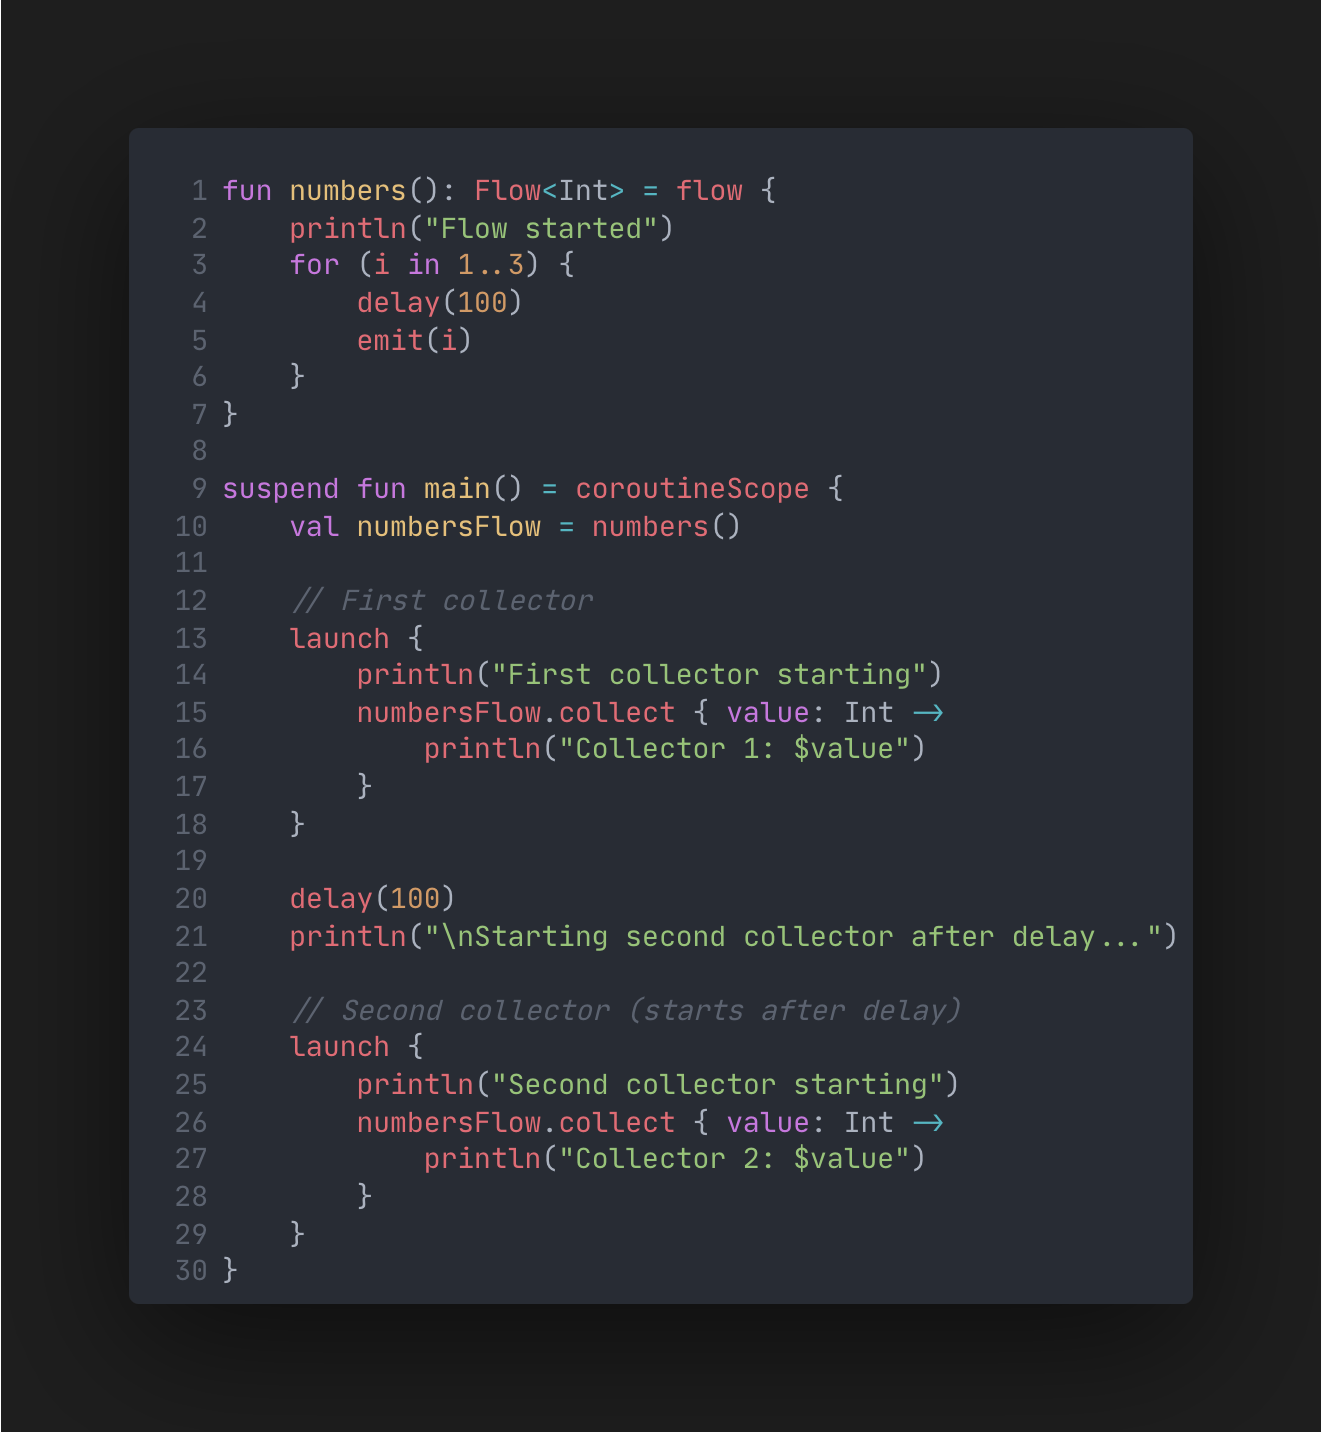 1 fun numbers(): Flow<Int> = flow {
2     println("Flow started")
3     for (i in 1..3) {
4         delay(100)
5         emit(i)
6     }
7 }
8
9 suspend fun main() = coroutineScope {
10     val numbersFlow = numbers()
11
12     // First collector
13     launch {
14         println("First collector starting")
15         numbersFlow.collect { value: Int ->
16             println("Collector 1: $value")
17         }
18     }
19
20     delay(100)
21     println("\nStarting second collector after delay...")
22
23     // Second collector (starts after delay)
24     launch {
25         println("Second collector starting")
26         numbersFlow.collect { value: Int ->
27             println("Collector 2: $value")
28         }
29     }
30 }